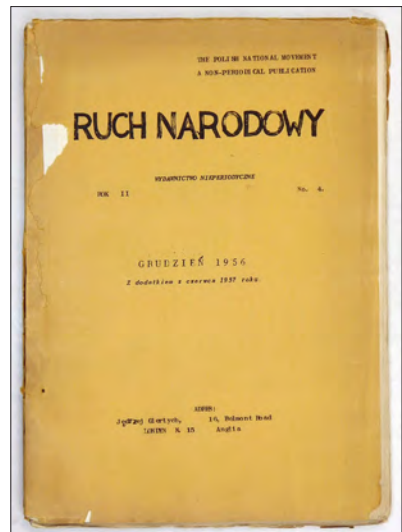 THE POLISH NATIONAL MOVEMENT
A NON-PERIODICAL PUBLICATION
RUCH NARODOWY
WYDAWNICTWO NIEPERIODYCZNE
ROK II No. 4.
GRUDZIEŃ 1956
Z dodatkiem z czerwca 1957 roku.
ADRES:
Jędrzej Giertych, 16, Belmont Road
LONDON N. 15 Anglia